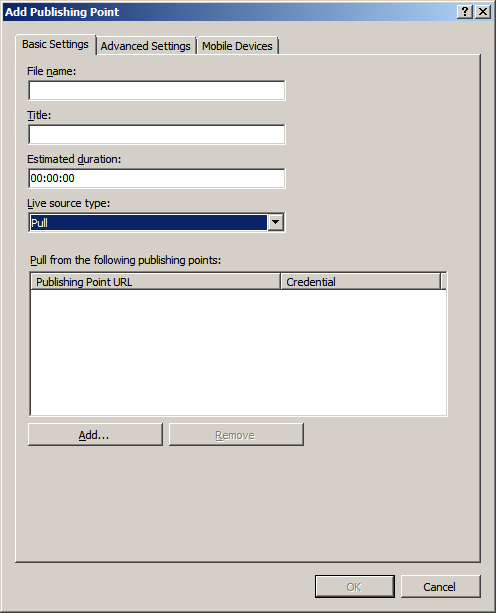 Add Publishing Point
Basic Settings Advanced Settings Mobile Devices
File name:
Title:
Estimated duration:
00:00:00
Live source type:
Pull
Pull from the following publishing points:
Publishing Point URL Credential
Add... Remove
OK Cancel